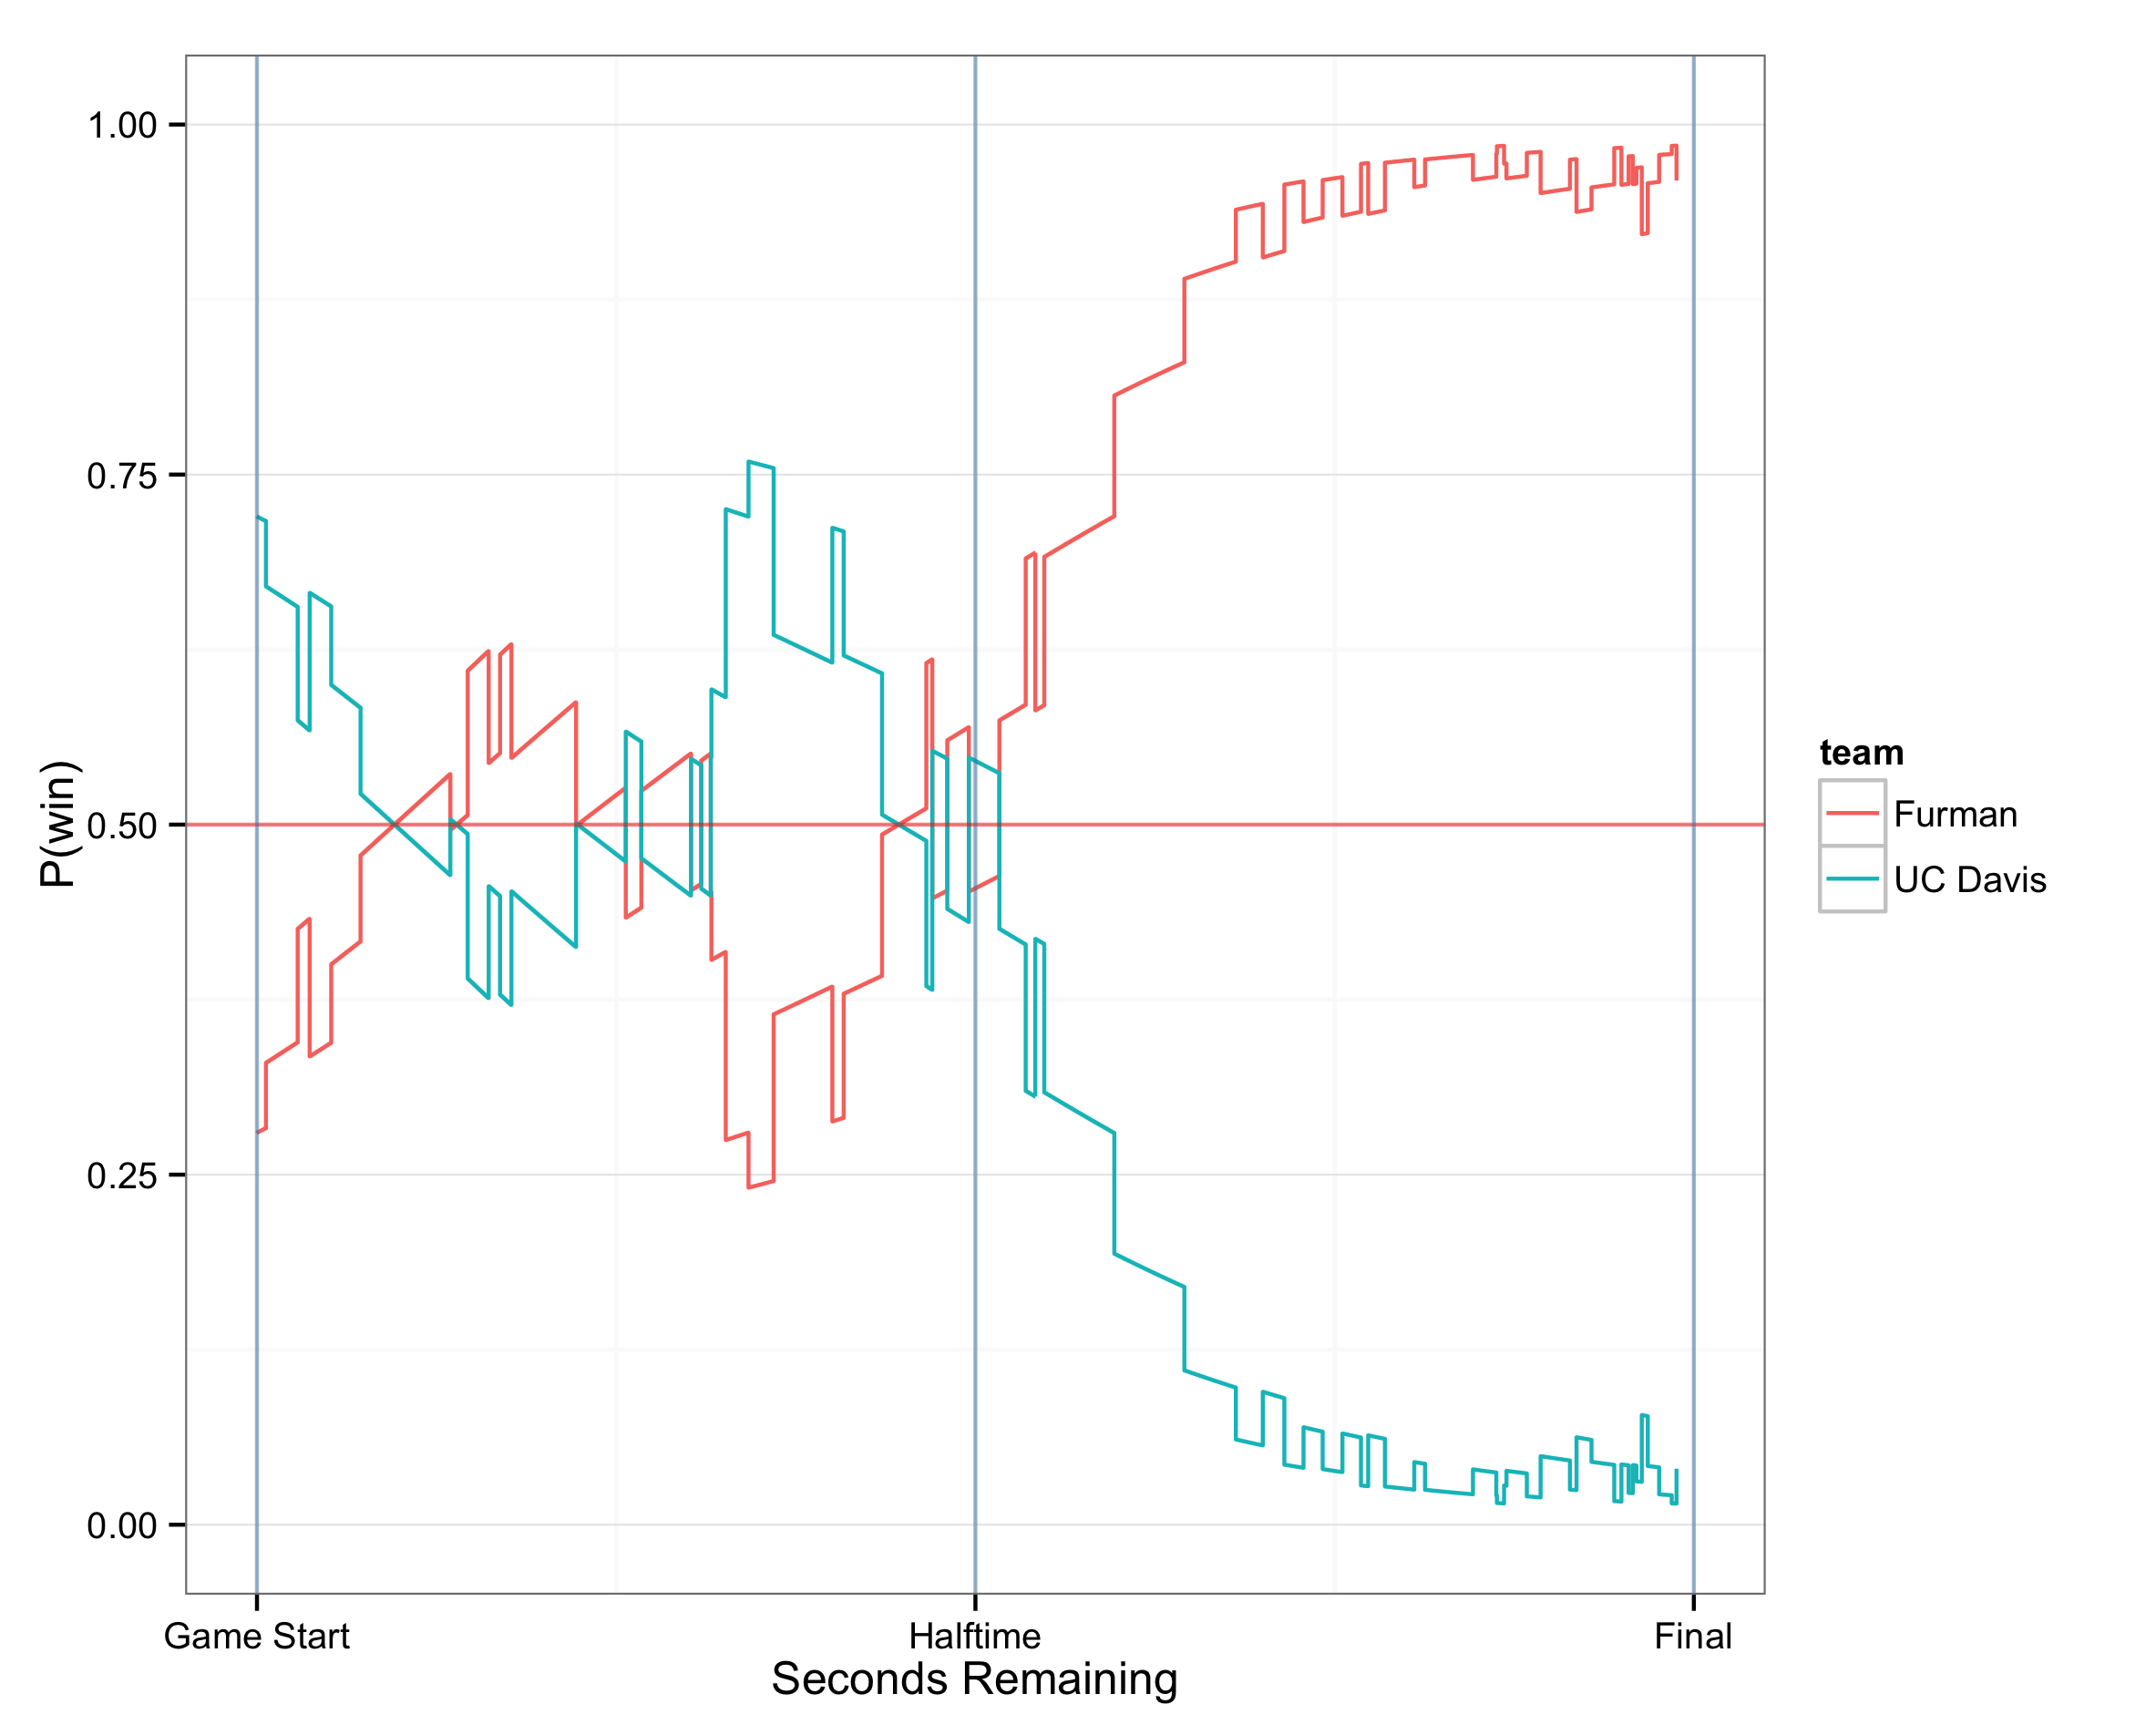 1.00
0.75
0.50
0.25
0.00
P(win)
Game Start
Halftime
Final
Seconds Remaining
team
Furman
UC Davis